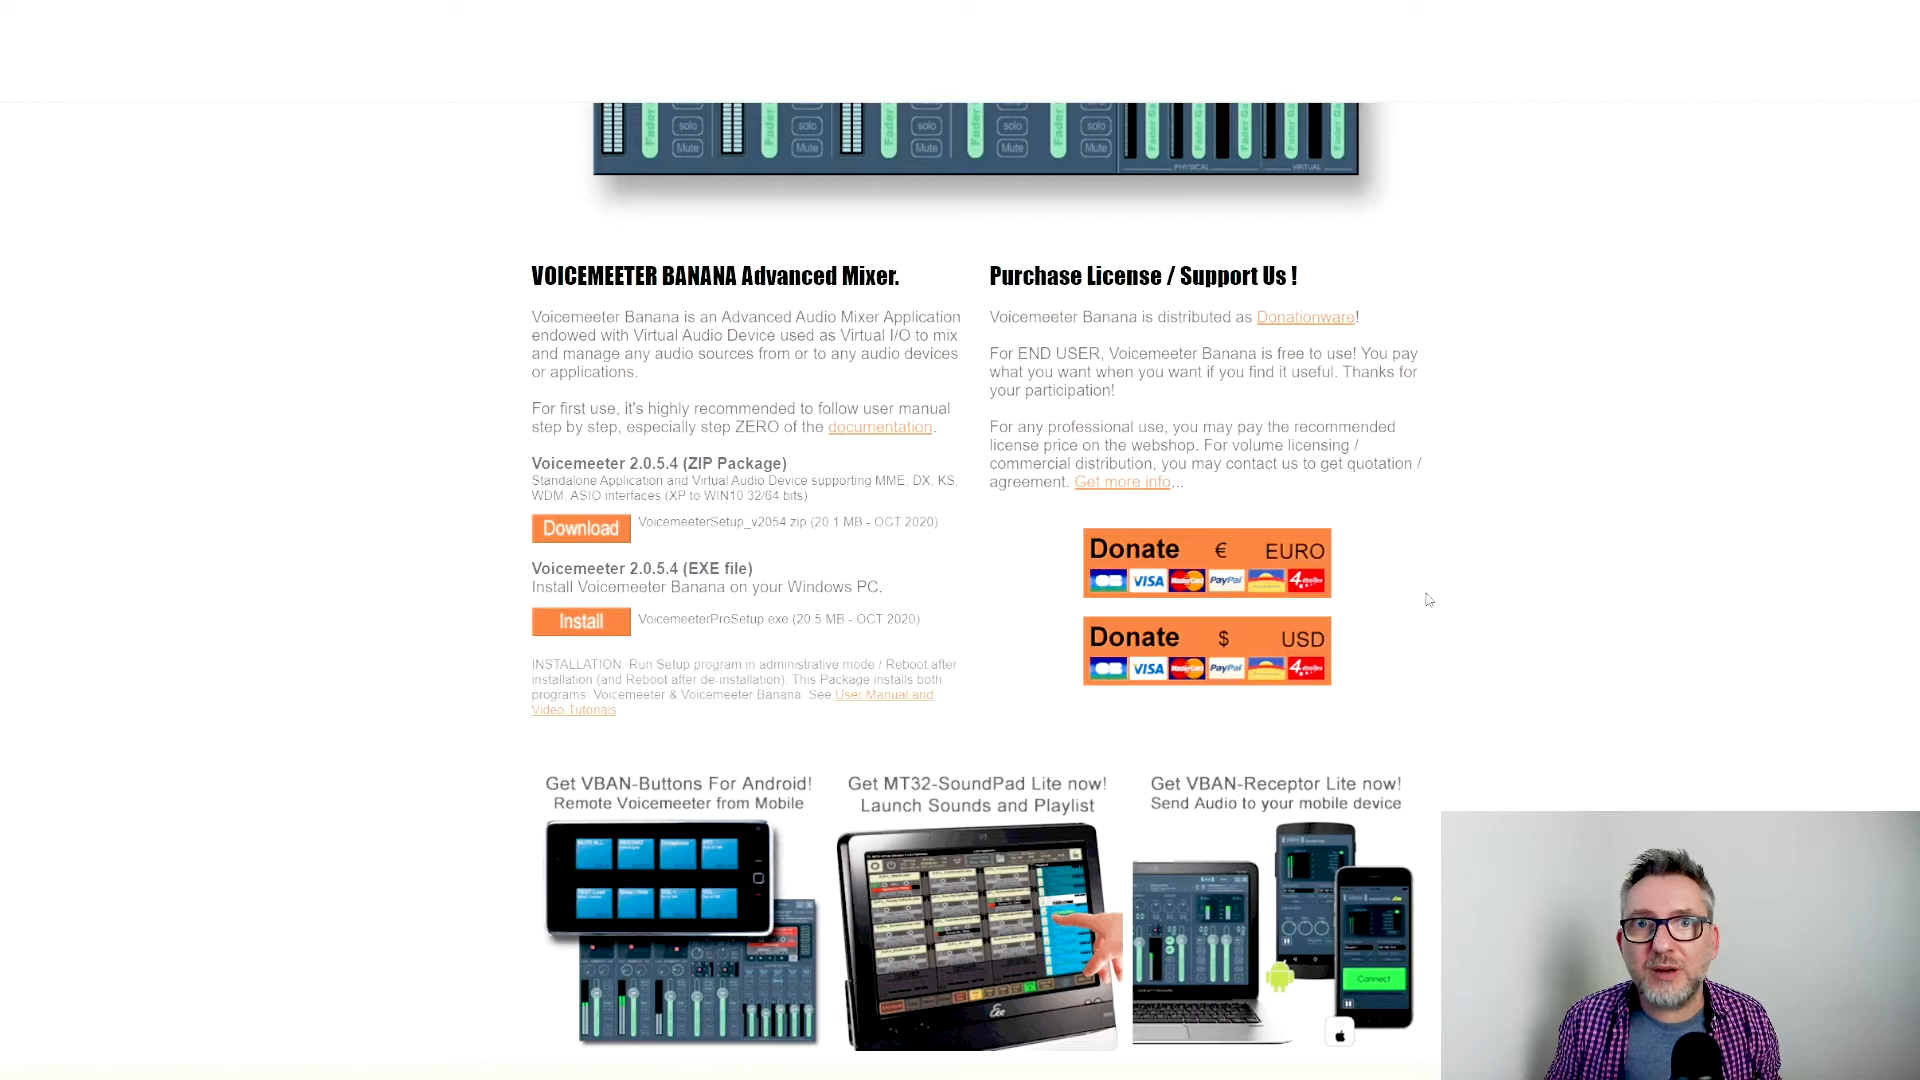 solo solo solo solo solo
Mute Mute Mute Mute Mute
PHYSICAL VIRTUAL
VOICEMEETER BANANA Advanced Mixer.
Voicemeeter Banana is an Advanced Audio Mixer Application
endowed with Virtual Audio Device used as Virtual I/O to mix
and manage any audio sources from or to any audio devices
or applications.
For first use, it's highly recommended to follow user manual
step by step, especially step ZERO of the documentation.
Voicemeeter 2.0.5.4 (ZIP Package)
Standalone Application and Virtual Audio Device supporting MME, DX, KS,
WDM, ASIO interfaces (XP to WIN10 32/64 bits)
Download VoicemeeterSetup_v2054.zip (20.1 MB - OCT 2020)
Voicemeeter 2.0.5.4 (EXE file)
Install Voicemeeter Banana on your Windows PC.
Install VoicemeeterProSetup.exe (20.5 MB - OCT 2020)
INSTALLATION: Run Setup program in administrative mode / Reboot after
installation (and Reboot after de-installation). This Package installs both
programs: Voicemeeter & Voicemeeter Banana. See User Manual and
Video Tutorials
Purchase License / Support Us !
Voicemeeter Banana is distributed as Donationware!
For END USER, Voicemeeter Banana is free to use! You pay
what you want when you want if you find it useful. Thanks for
your participation!
For any professional use, you may pay the recommended
license price on the webshop. For volume licensing /
commercial distribution, you may contact us to get quotation /
agreement. Get more info...
Donate € EURO
CB VISA MasterCard PayPal 4 étoiles
Donate $ USD
CB VISA MasterCard PayPal 4 étoiles
Get VBAN-Buttons For Android!
Remote Voicemeeter from Mobile
Get MT32-SoundPad Lite now!
Launch Sounds and Playlist
Eee
Get VBAN-Receptor Lite now!
Send Audio to your mobile device
Connect